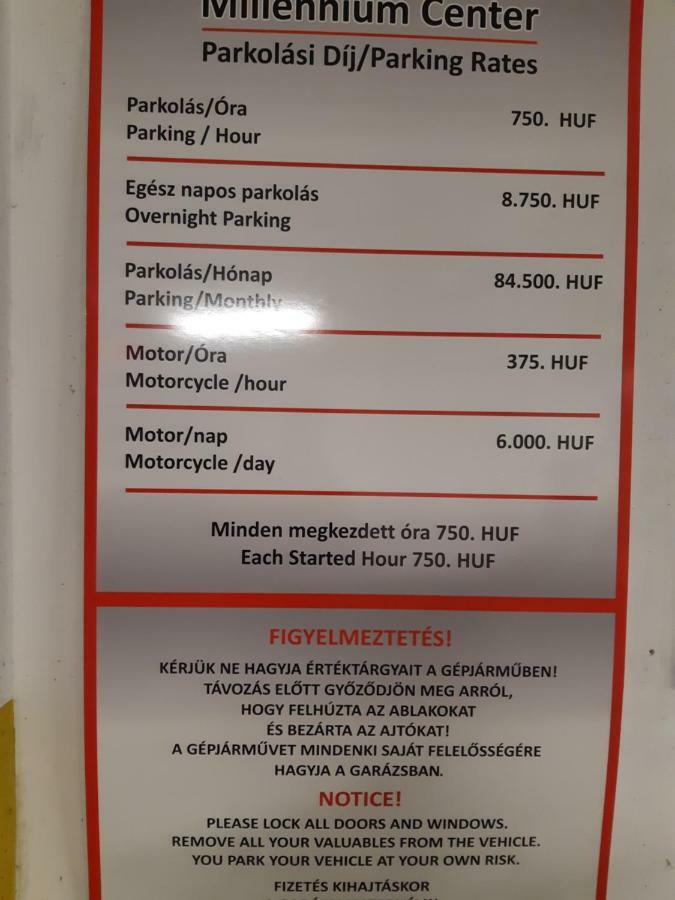 Millennium Center
Parkolási Díj/Parking Rates
Parkolás/Óra
Parking / Hour
750. HUF
Egész napos parkolás
Overnight Parking
8.750. HUF
Parkolás/Hónap
Parking/Monthly
84.500. HUF
Motor/Óra
Motorcycle /hour
375. HUF
Motor/nap
Motorcycle /day
6.000. HUF
Minden megkezdett óra 750. HUF
Each Started Hour 750. HUF
FIGYELMEZTETÉS!
KÉRJÜK NE HAGYJA ÉRTÉKTÁRGYAIT A GÉPJÁRMŰBEN!
TÁVOZÁS ELŐTT GYŐZŐDJÖN MEG ARRÓL,
HOGY FELHÚZTA AZ ABLAKOKAT
ÉS BEZÁRTA AZ AJTÓKAT!
A GÉPJÁRMŰVET MINDENKI SAJÁT FELELŐSSÉGÉRE
HAGYJA A GARÁZSBAN.
NOTICE!
PLEASE LOCK ALL DOORS AND WINDOWS.
REMOVE ALL YOUR VALUABLES FROM THE VEHICLE.
YOU PARK YOUR VEHICLE AT YOUR OWN RISK.
FIZETÉS KIHAJTÁSKOR